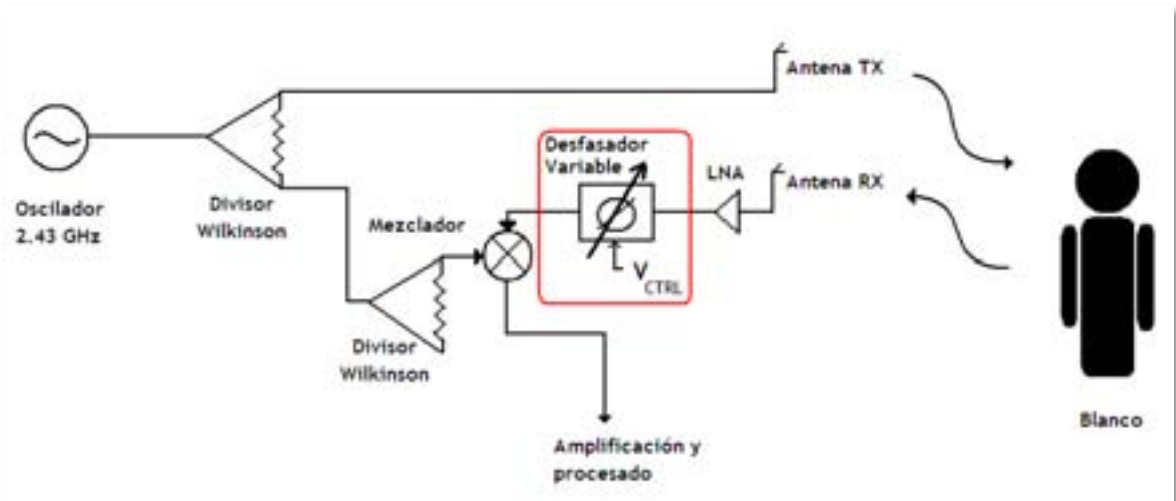 Antena TX
Desfasador
Variable
LNA
Antena RX
Oscilador
2.43 GHz
Divisor
Wilkinson
Mezclador
V
CTRL
Divisor
Wilkinson
Blanco
Amplificación y
procesado